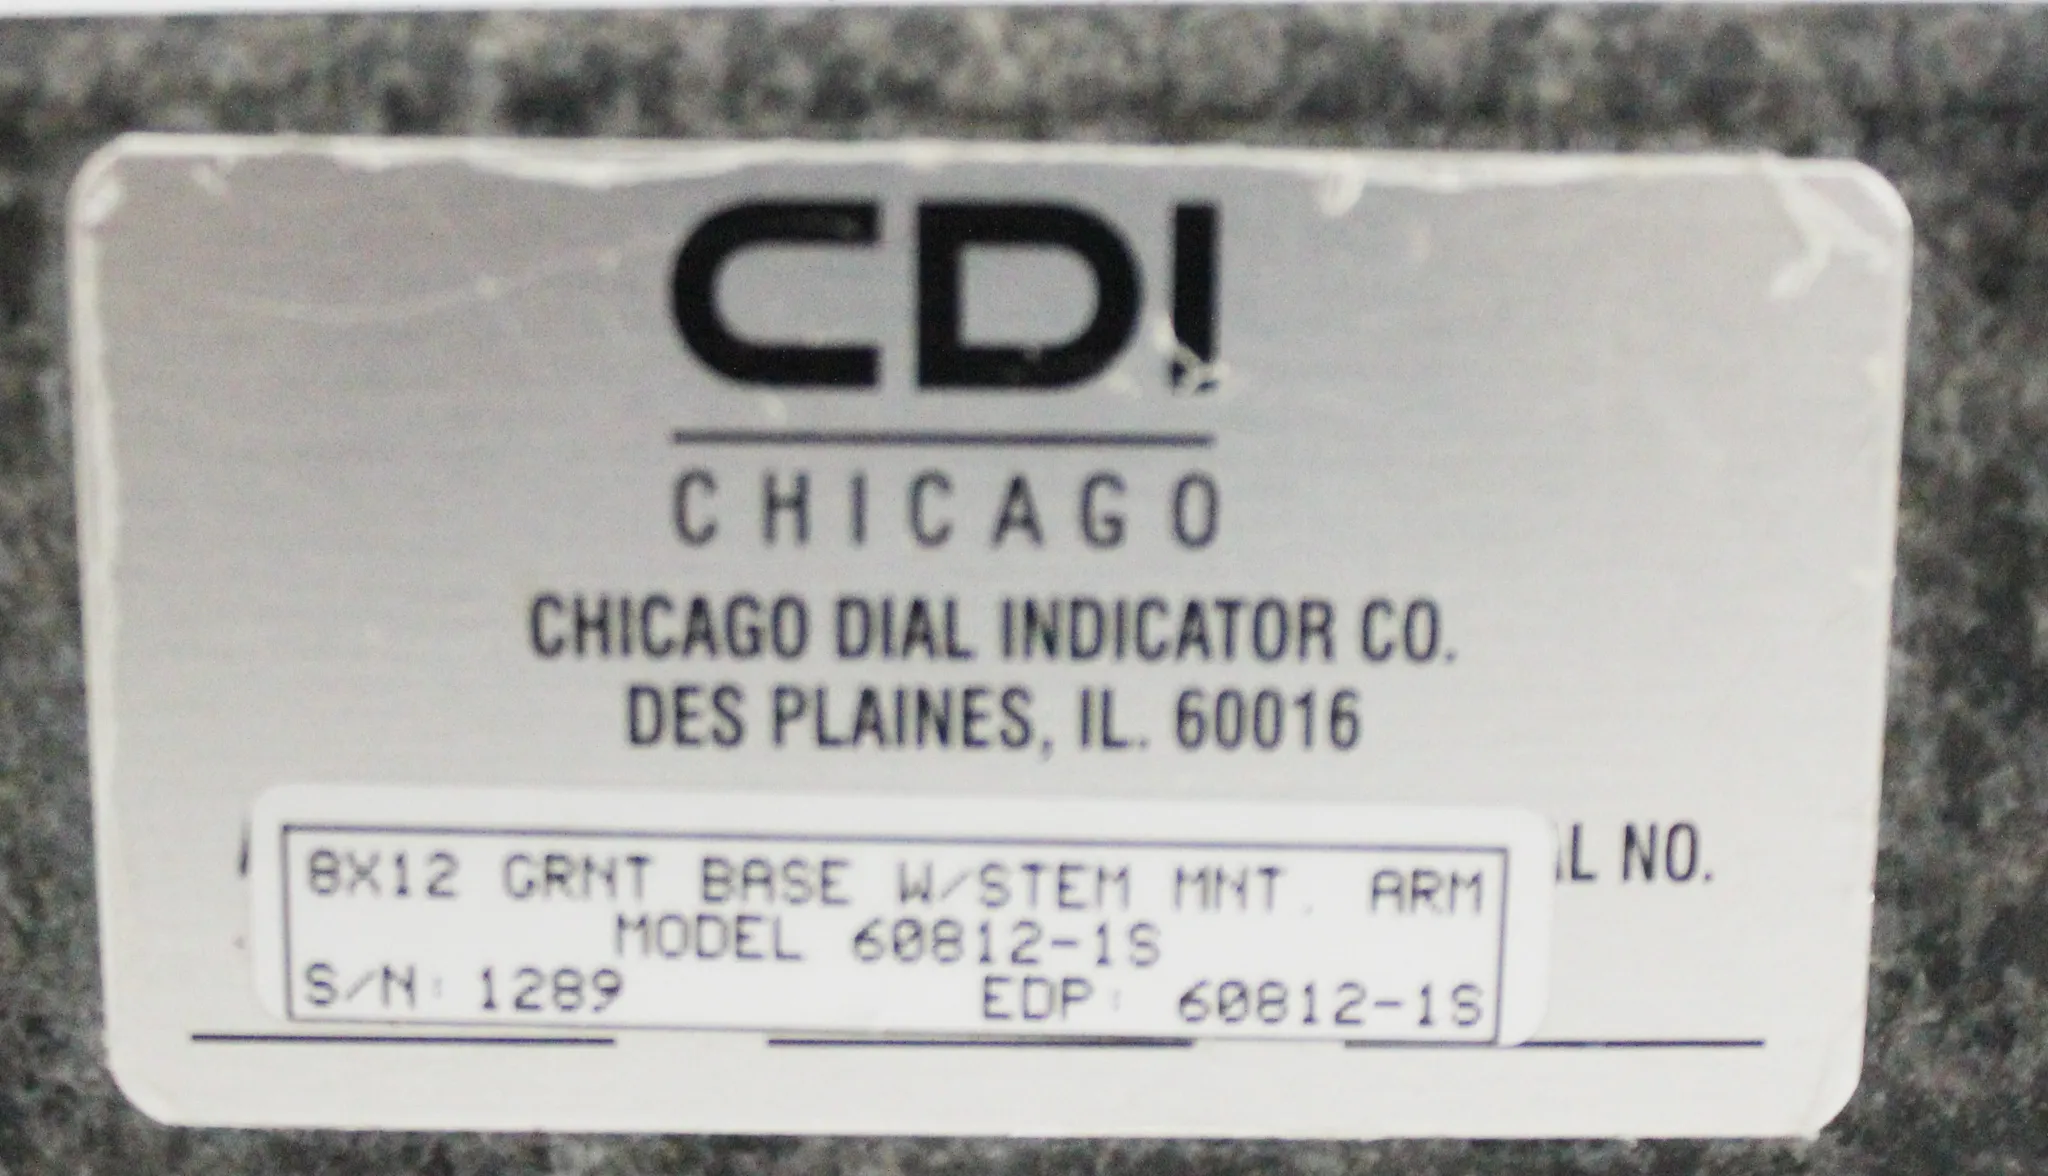 CDI
CHICAGO
CHICAGO DIAL INDICATOR CO.
DES PLAINES, IL. 60016
NO.
8X12 GRNT BASE W/STEM MNT. ARM
MODEL 60812-1S
S/N: 1289 EDP: 60812-1S